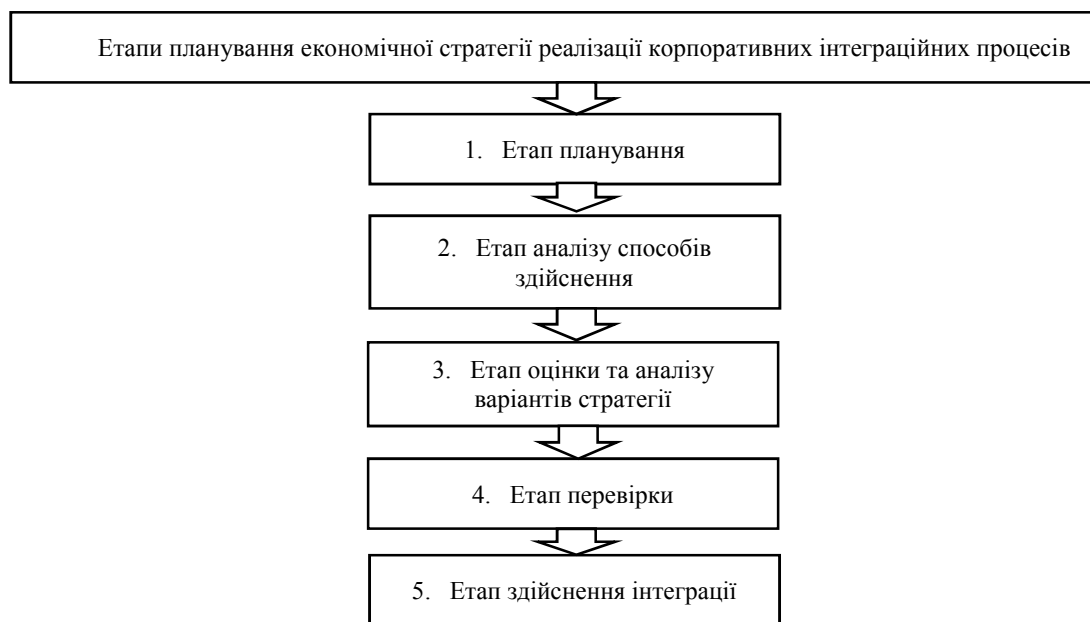 Етапи планування економічної стратегії реалізації корпоративних інтеграційних процесів
1. Етап планування
2. Етап аналізу способів
здійснення
3. Етап оцінки та аналізу
варіантів стратегії
4. Етап перевірки
5. Етап здійснення інтеграції